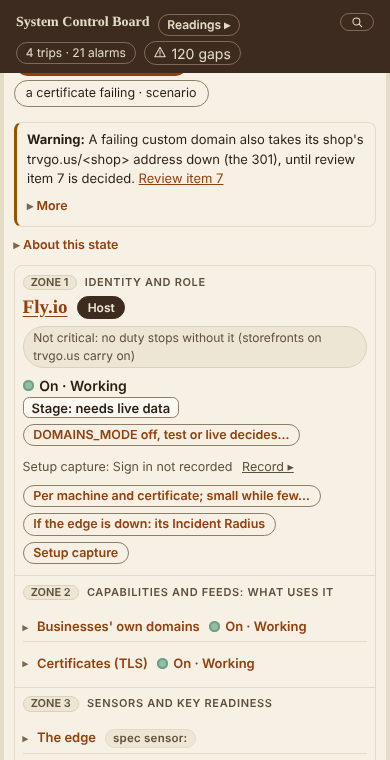 System Control Board Readings ▸
4 trips · 21 alarms ⚠ 120 gaps
a certificate failing · scenario
Warning: A failing custom domain also takes its shop's
trvgo.us/<shop> address down (the 301), until review
item 7 is decided. Review item 7
▸ More
▸ About this state
ZONE 1 IDENTITY AND ROLE
Fly.io Host
Not critical: no duty stops without it (storefronts on
trvgo.us carry on)
On · Working
Stage: needs live data
DOMAINS_MODE off, test or live decides...
Setup capture: Sign in not recorded Record ▸
Per machine and certificate; small while few...
If the edge is down: its Incident Radius
Setup capture
ZONE 2 CAPABILITIES AND FEEDS: WHAT USES IT
▸ Businesses' own domains On · Working
▸ Certificates (TLS) On · Working
ZONE 3 SENSORS AND KEY READINESS
▸ The edge spec sensor: